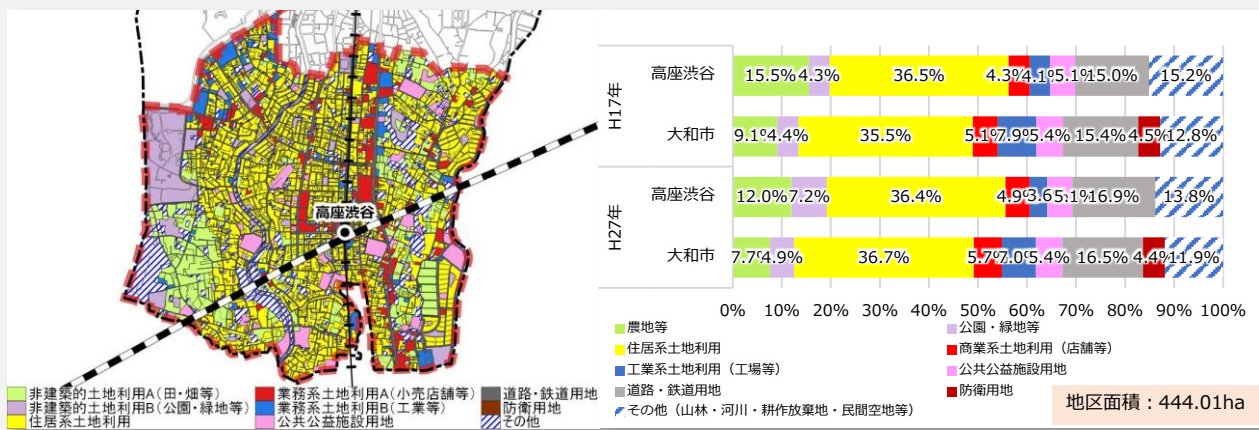 高座渋谷
非建築的土地利用A(田・畑等)
業務系土地利用A(小売店舗等)
道路・鉄道用地
非建築的土地利用B(公園・緑地等)
業務系土地利用B(工業等)
防衛用地
住居系土地利用
公共公益施設用地
その他
H17年
高座渋谷
15.5% 4.3% 36.5% 4.3% 4.1% 5.1% 15.0% 15.2%
大和市
9.1% 4.4% 35.5% 5.1% 7.9% 5.4% 15.4% 4.5% 12.8%
H27年
高座渋谷
12.0% 7.2% 36.4% 4.9% 3.6% 5.1% 16.9% 13.8%
大和市
7.7% 4.9% 36.7% 5.7% 7.0% 5.4% 16.5% 4.4% 11.9%
0% 10% 20% 30% 40% 50% 60% 70% 80% 90% 100%
農地等
公園・緑地等
住居系土地利用
商業系土地利用（店舗等）
工業系土地利用（工場等）
公共公益施設用地
道路・鉄道用地
防衛用地
その他（山林・河川・耕作放棄地・民間空地等）
地区面積：444.01ha